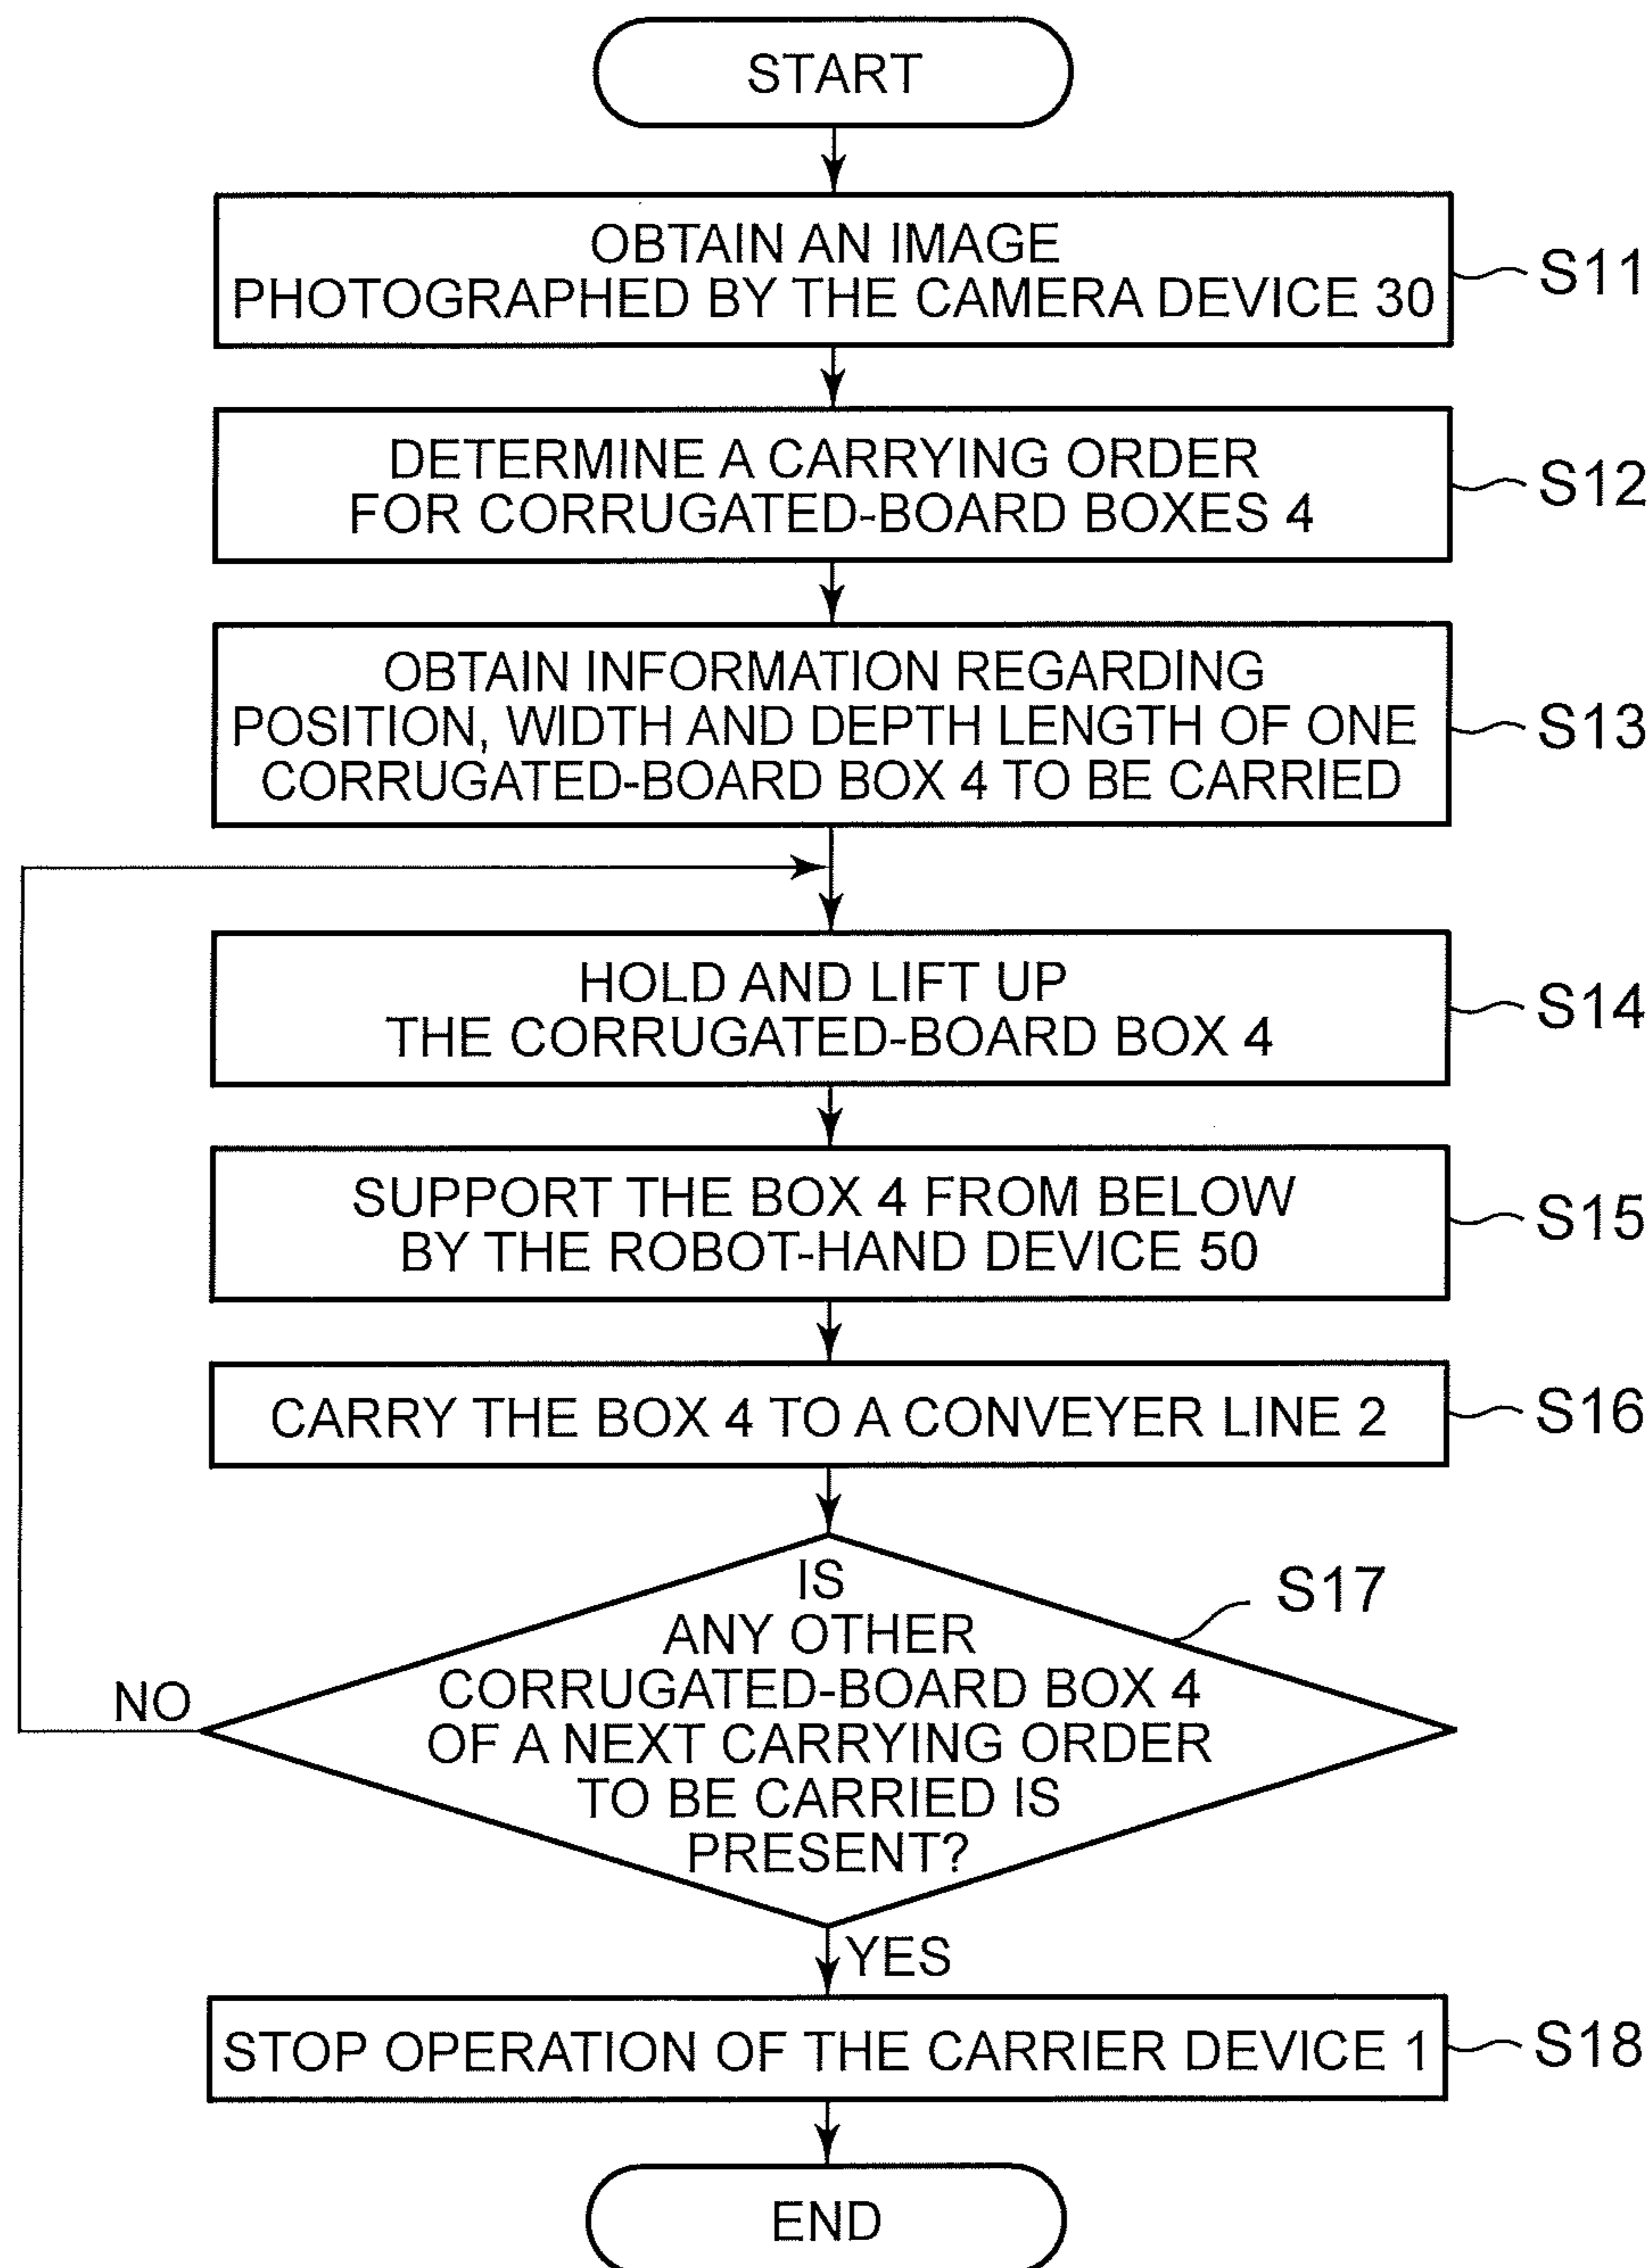 START
OBTAIN AN IMAGE
PHOTOGRAPHED BY THE CAMERA DEVICE 30
S11
DETERMINE A CARRYING ORDER
FOR CORRUGATED-BOARD BOXES 4
S12
OBTAIN INFORMATION REGARDING
POSITION, WIDTH AND DEPTH LENGTH OF ONE
CORRUGATED-BOARD BOX 4 TO BE CARRIED
S13
HOLD AND LIFT UP
THE CORRUGATED-BOARD BOX 4
S14
SUPPORT THE BOX 4 FROM BELOW
BY THE ROBOT-HAND DEVICE 50
S15
CARRY THE BOX 4 TO A CONVEYER LINE 2
S16
IS
ANY OTHER
CORRUGATED-BOARD BOX 4
OF A NEXT CARRYING ORDER
TO BE CARRIED IS
PRESENT?
S17
NO
YES
STOP OPERATION OF THE CARRIER DEVICE 1
S18
END